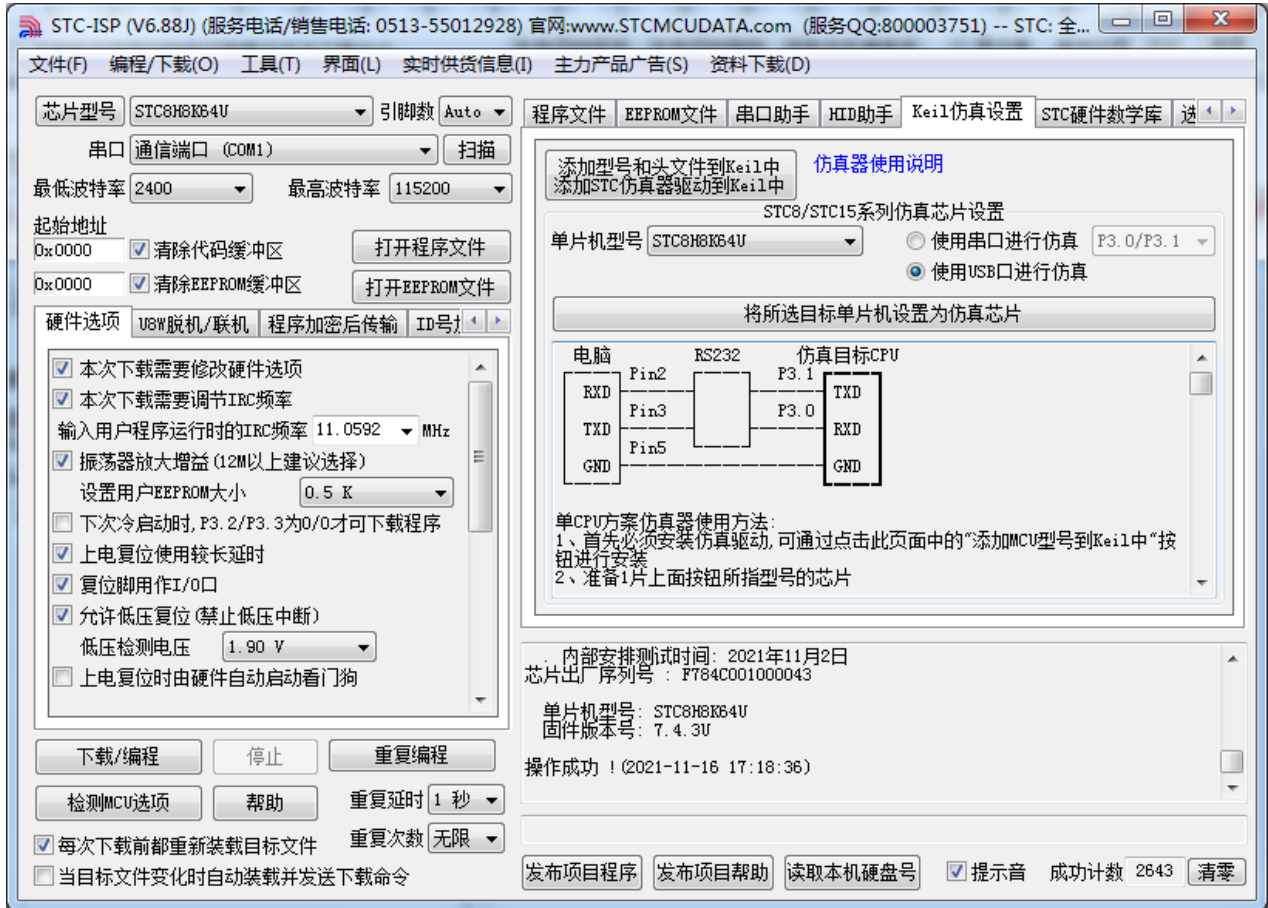 STC-ISP (V6.88J) (服务电话/销售电话: 0513-55012928) 官网:www.STCMCUDATA.com (服务QQ:800003751) -- STC: 全...
文件(F) 编程/下载(O) 工具(T) 界面(L) 实时供货信息(I) 主力产品广告(S) 资料下载(D)
芯片型号 STC8H8K64U 引脚数 Auto
串口 通信端口 (COM1) 扫描
最低波特率 2400 最高波特率 115200
起始地址
0x0000 清除代码缓冲区 打开程序文件
0x0000 清除EEPROM缓冲区 打开EEPROM文件
硬件选项 U8W脱机/联机 程序加密后传输 ID号
本次下载需要修改硬件选项
本次下载需要调节IRC频率
输入用户程序运行时的IRC频率 11.0592 MHz
振荡器放大增益(12M以上建议选择)
设置用户EEPROM大小 0.5 K
下次冷启动时,P3.2/P3.3为0/0才可下载程序
上电复位使用较长延时
复位脚用作I/O口
允许低压复位(禁止低压中断)
低压检测电压 1.90 V
上电复位时由硬件自动启动看门狗
下载/编程 停止 重复编程
检测MCU选项 帮助 重复延时 1 秒
每次下载前都重新装载目标文件 重复次数 无限
当目标文件变化时自动装载并发送下载命令
程序文件 EEPROM文件 串口助手 HID助手 Keil仿真设置 STC硬件数学库 选
添加型号和头文件到Keil中
添加STC仿真器驱动到Keil中
仿真器使用说明
STC8/STC15系列仿真芯片设置
单片机型号 STC8H8K64U 使用串口进行仿真 P3.0/P3.1
使用USB口进行仿真
将所选目标单片机设置为仿真芯片
电脑 RS232 仿真目标CPU
Pin2 P3.1
RXD TXD
Pin3 P3.0
TXD RXD
Pin5
GND GND
单CPU方案仿真器使用方法:
1、首先必须安装仿真驱动,可通过点击此页面中的"添加MCU型号到Keil中"按
钮进行安装
2、准备1片上面按钮所指型号的芯片
. 内部安排测试时间: 2021年11月2日
芯片出厂序列号 : F784C001000043
单片机型号: STC8H8K64U
固件版本号: 7.4.3U
操作成功 !(2021-11-16 17:18:36)
发布项目程序 发布项目帮助 读取本机硬盘号 提示音 成功计数 2643 清零